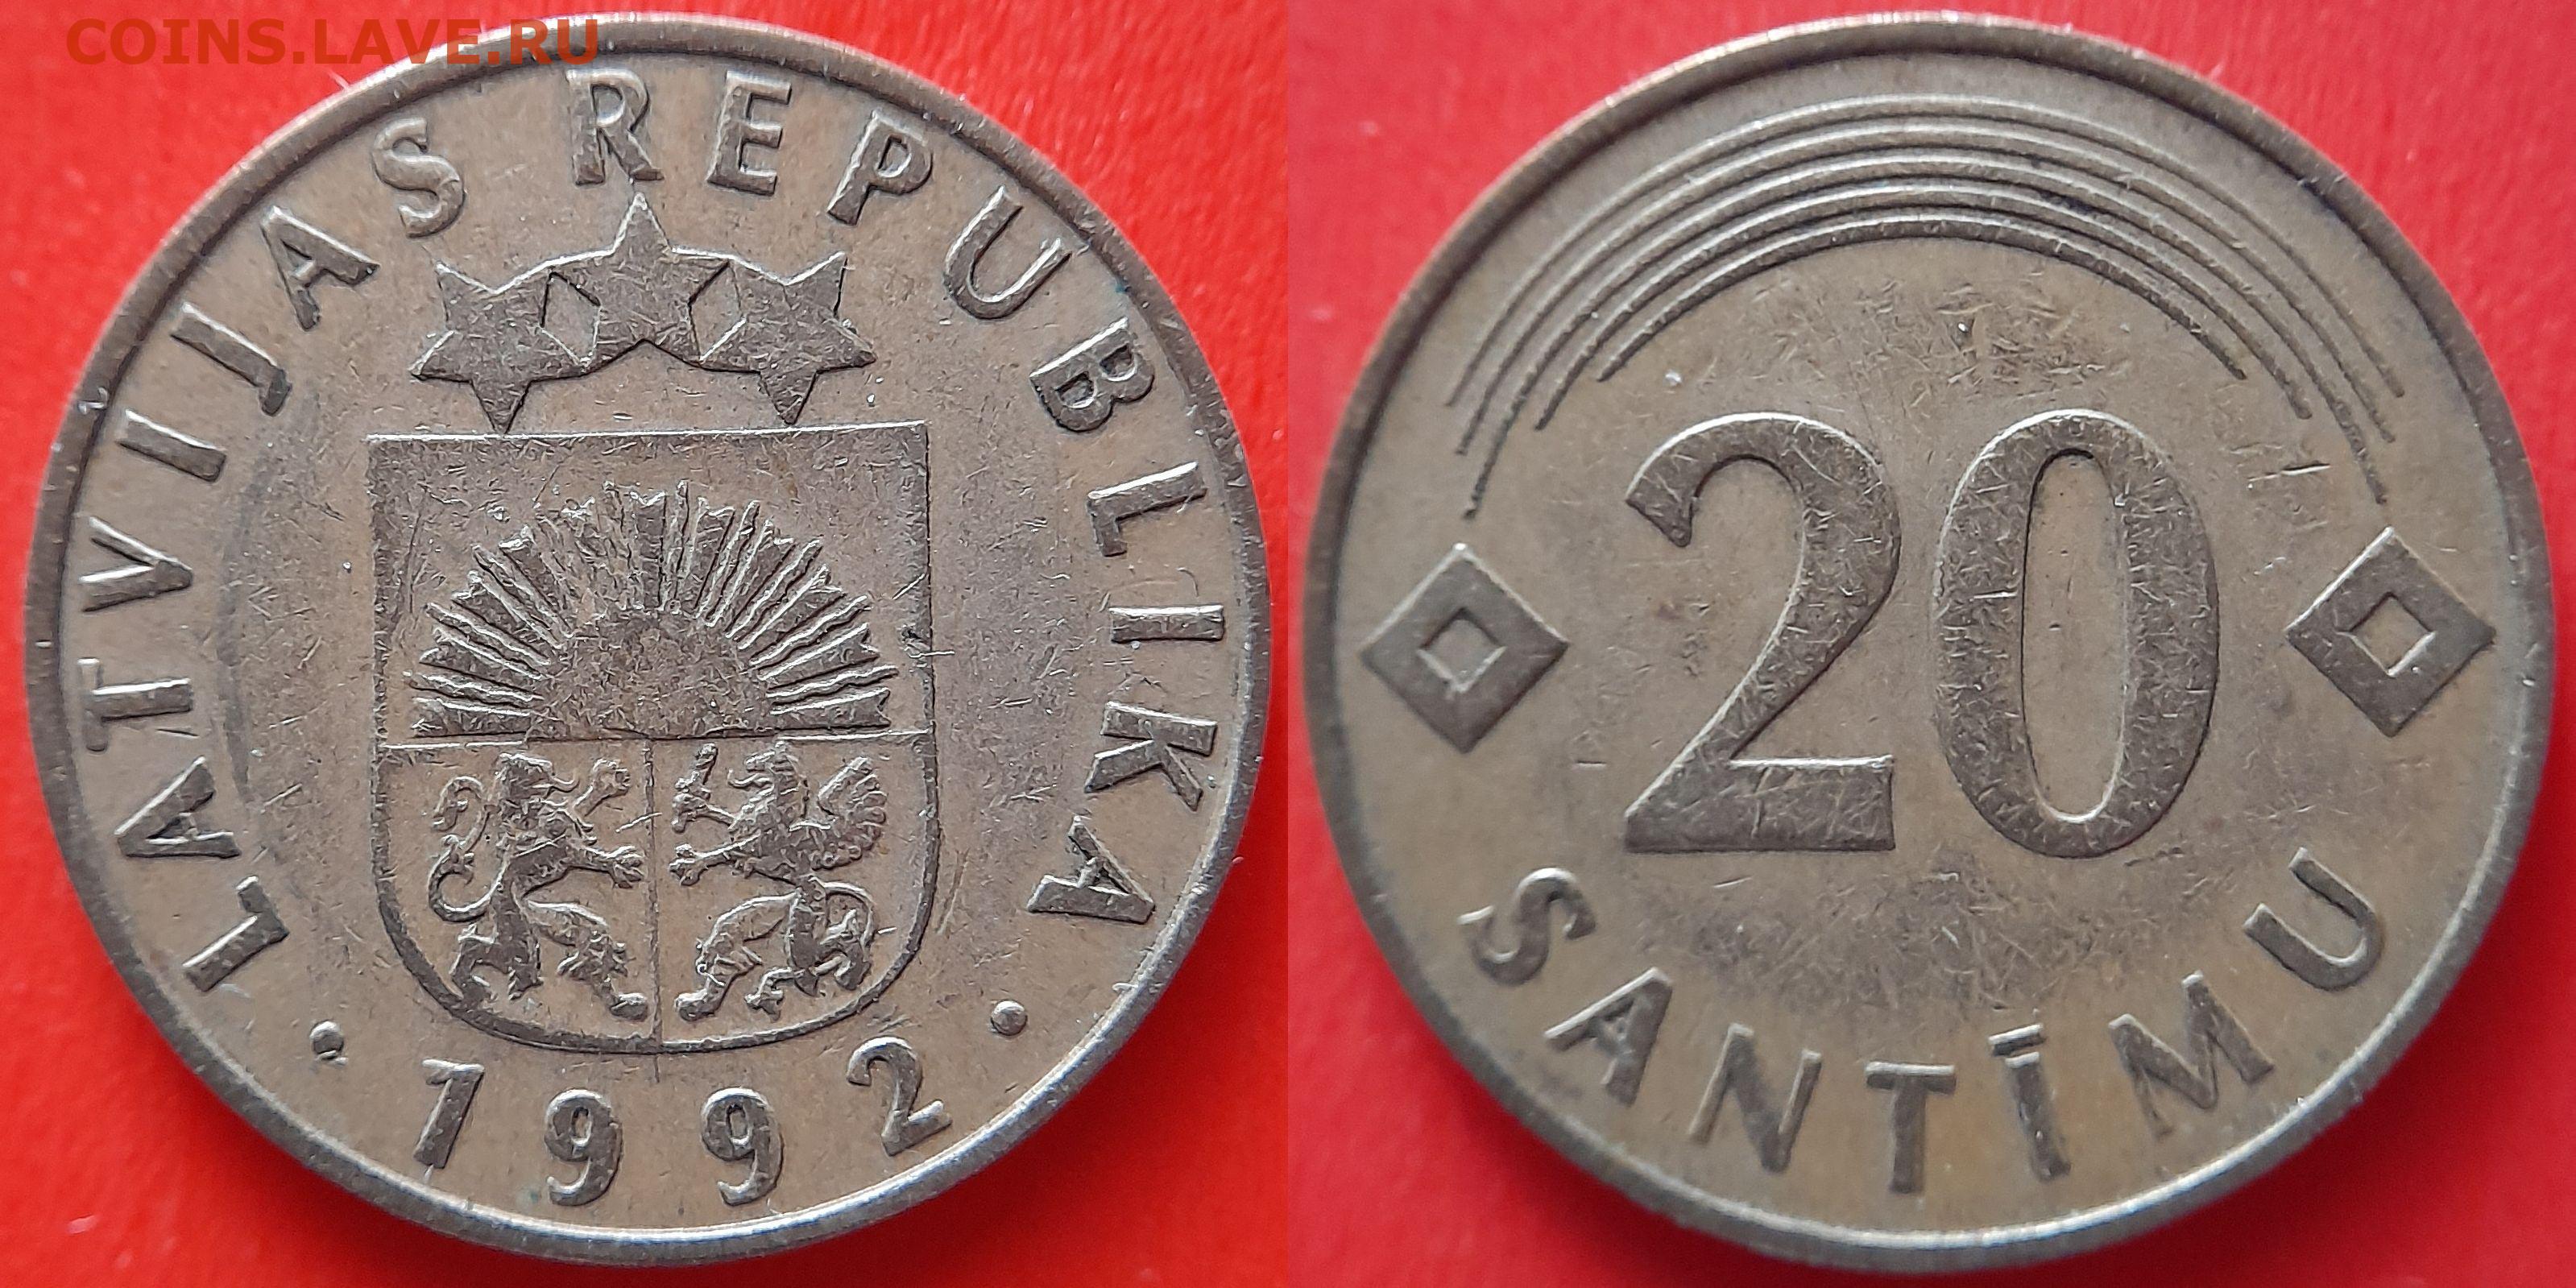 COINS.LAVE.RU
LATVIJAS REPUBLIKA
· 1992 ·
20
SANTĪMU